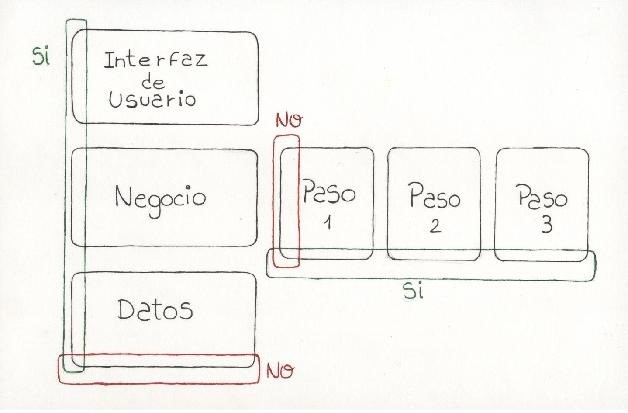 Si
Interfaz
de
Usuario
No
Negocio
Paso
1
Paso
2
Paso
3
Si
Datos
No